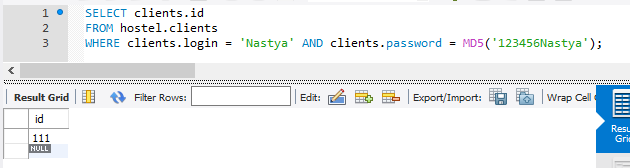 1 SELECT clients.id
2 FROM hostel.clients
3 WHERE clients.login = 'Nastya' AND clients.password = MD5('123456Nastya');
Result Grid Filter Rows: Edit: Export/Import: Wrap Cell
id
111
NULL
Grid